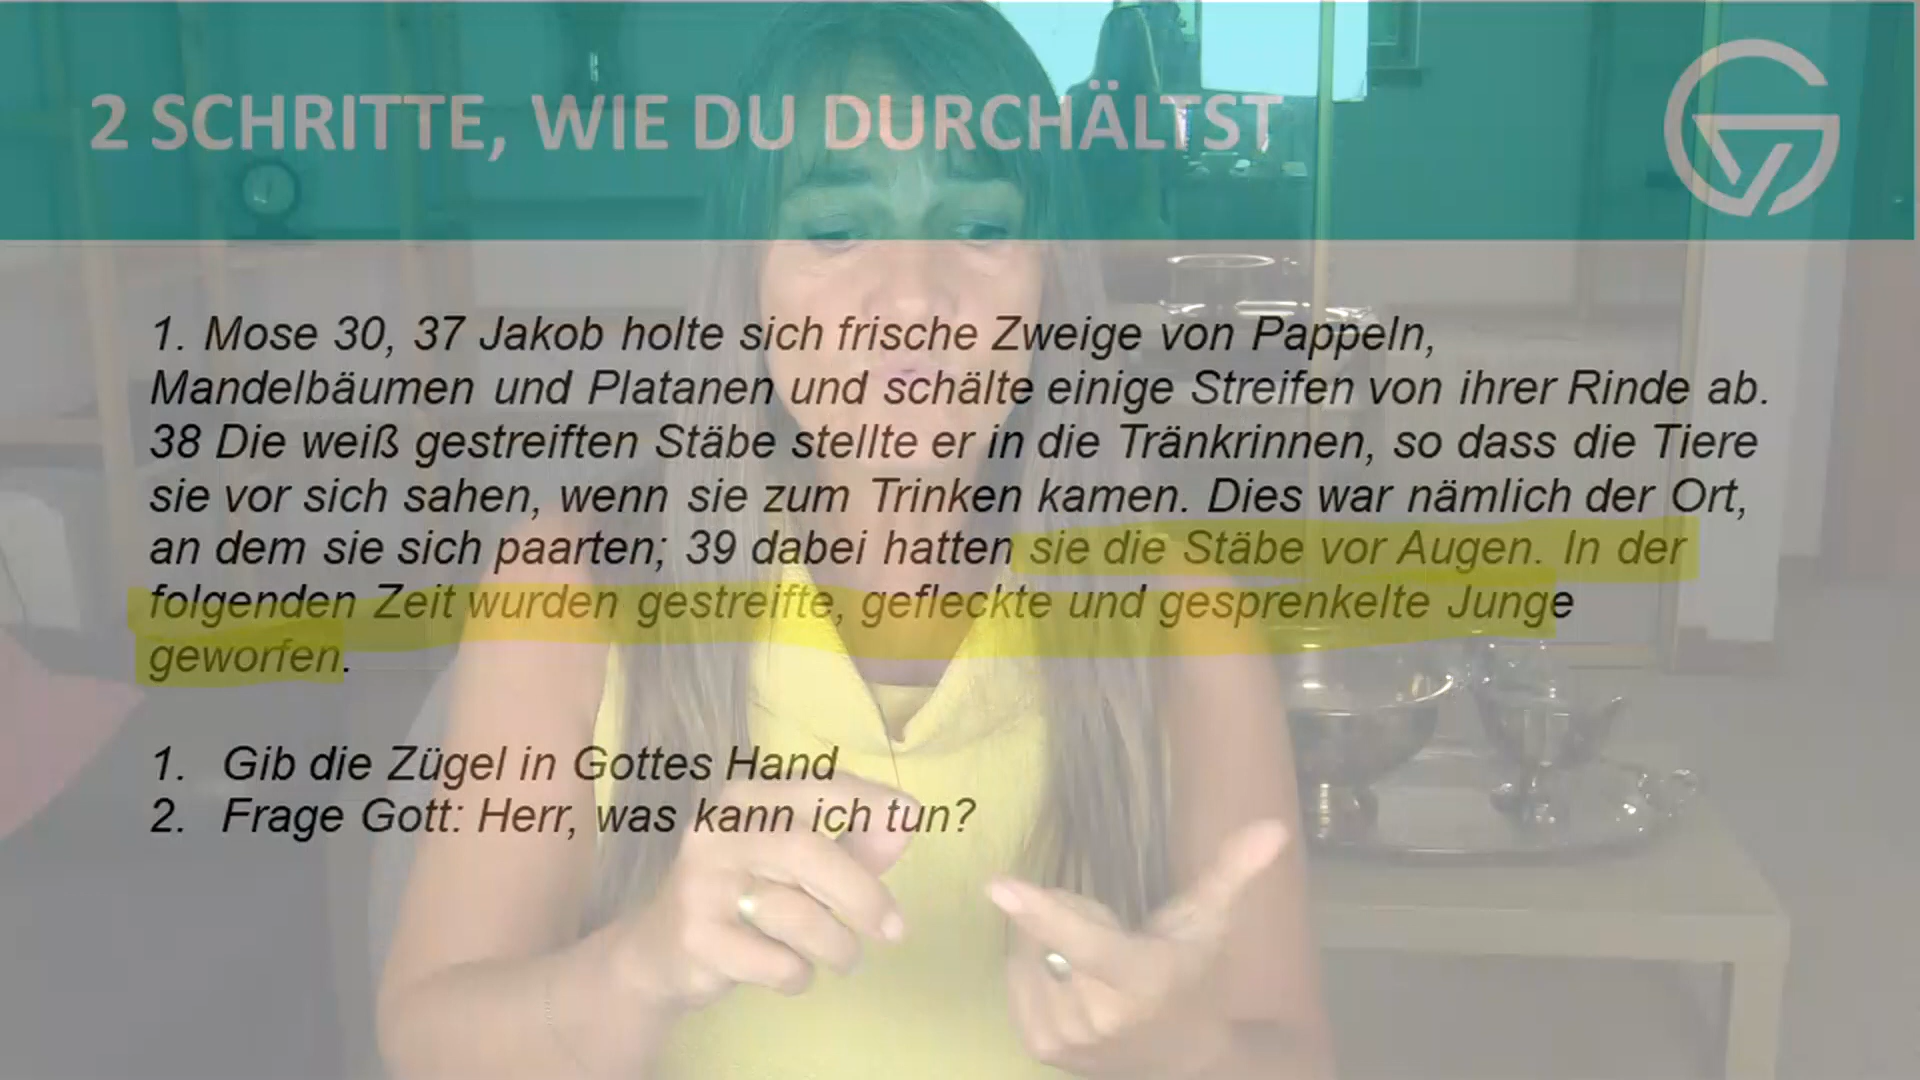 2 SCHRITTE, WIE DU DURCHÄLTST
1. Mose 30, 37 Jakob holte sich frische Zweige von Pappeln,
Mandelbäumen und Platanen und schälte einige Streifen von ihrer Rinde ab.
38 Die weiß gestreiften Stäbe stellte er in die Tränkrinnen, so dass die Tiere
sie vor sich sahen, wenn sie zum Trinken kamen. Dies war nämlich der Ort,
an dem sie sich paarten; 39 dabei hatten sie die Stäbe vor Augen. In der
folgenden Zeit wurden gestreifte, gefleckte und gesprenkelte Junge
geworfen.
1. Gib die Zügel in Gottes Hand
2. Frage Gott: Herr, was kann ich tun?